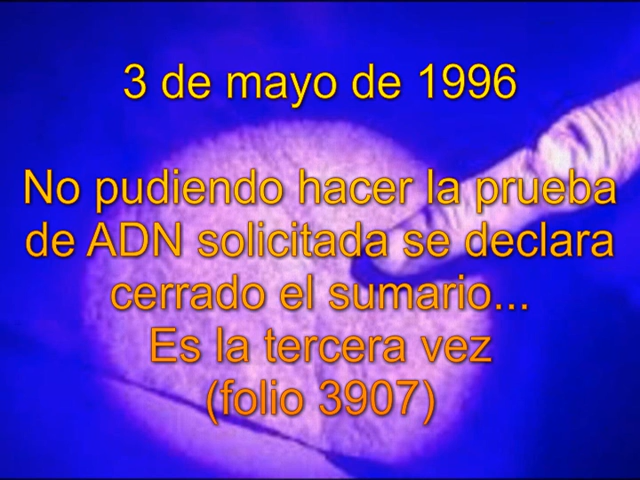 3 de mayo de 1996
No pudiendo hacer la prueba
de ADN solicitada se declara
cerrado el sumario...
Es la tercera vez
(folio 3907)